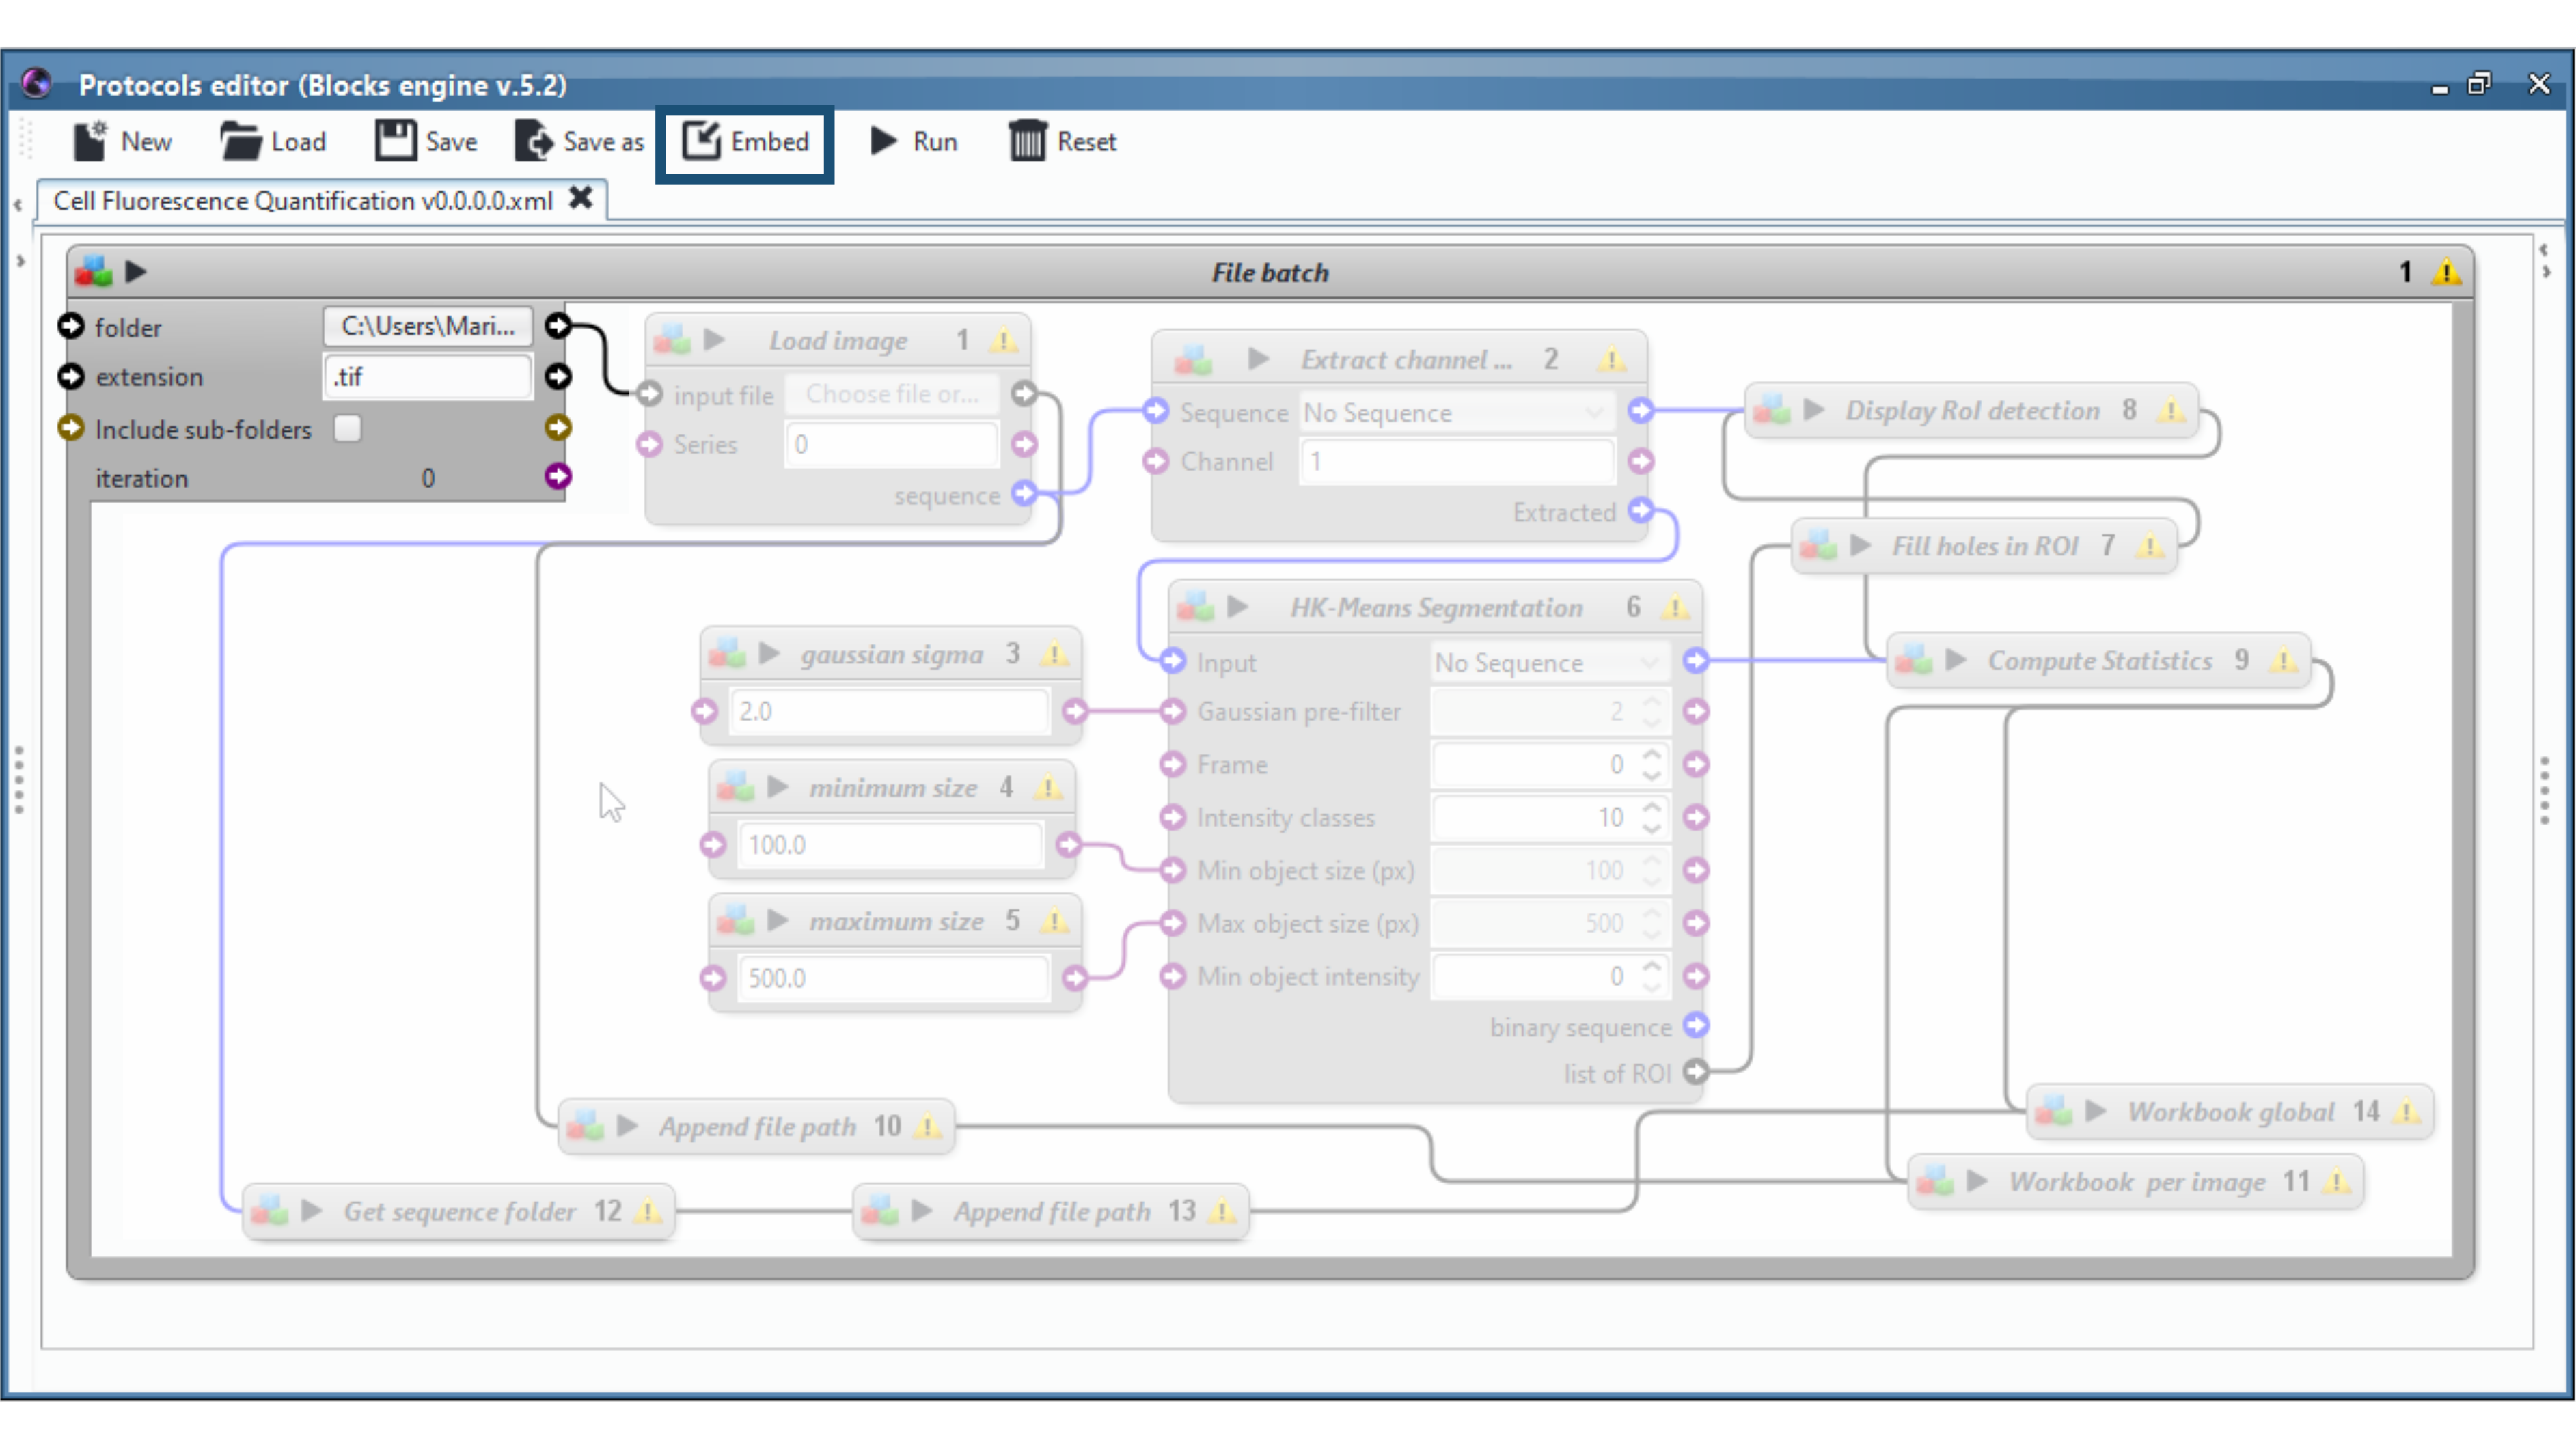 Protocols editor (Blocks engine v.5.2)
New Load Save Save as Embed Run Reset
Cell Fluorescence Quantification v0.0.0.0.xml
File batch 1
folder C:\Users\Mari...
extension .tif
Include sub-folders
iteration 0
Load image 1
input file Choose file or...
Series 0
sequence
Extract channel ... 2
Sequence No Sequence
Channel 1
Extracted
Display RoI detection 8
Fill holes in ROI 7
Compute Statistics 9
gaussian sigma 3
2.0
minimum size 4
100.0
maximum size 5
500.0
HK-Means Segmentation 6
Input No Sequence
Gaussian pre-filter 2
Frame 0
Intensity classes 10
Min object size (px) 100
Max object size (px) 500
Min object intensity 0
binary sequence
list of ROI
Append file path 10
Workbook global 14
Workbook per image 11
Get sequence folder 12
Append file path 13